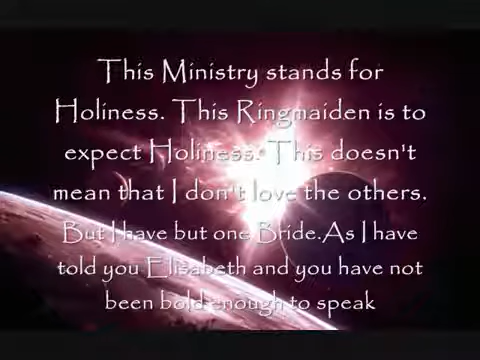 This Ministry stands for
Holiness. This Ringmaiden is to
expect Holiness. This doesn't
mean that I don't love the others.
But I have but one Bride.As I have
told you Elisabeth and you have not
been bold enough to speak